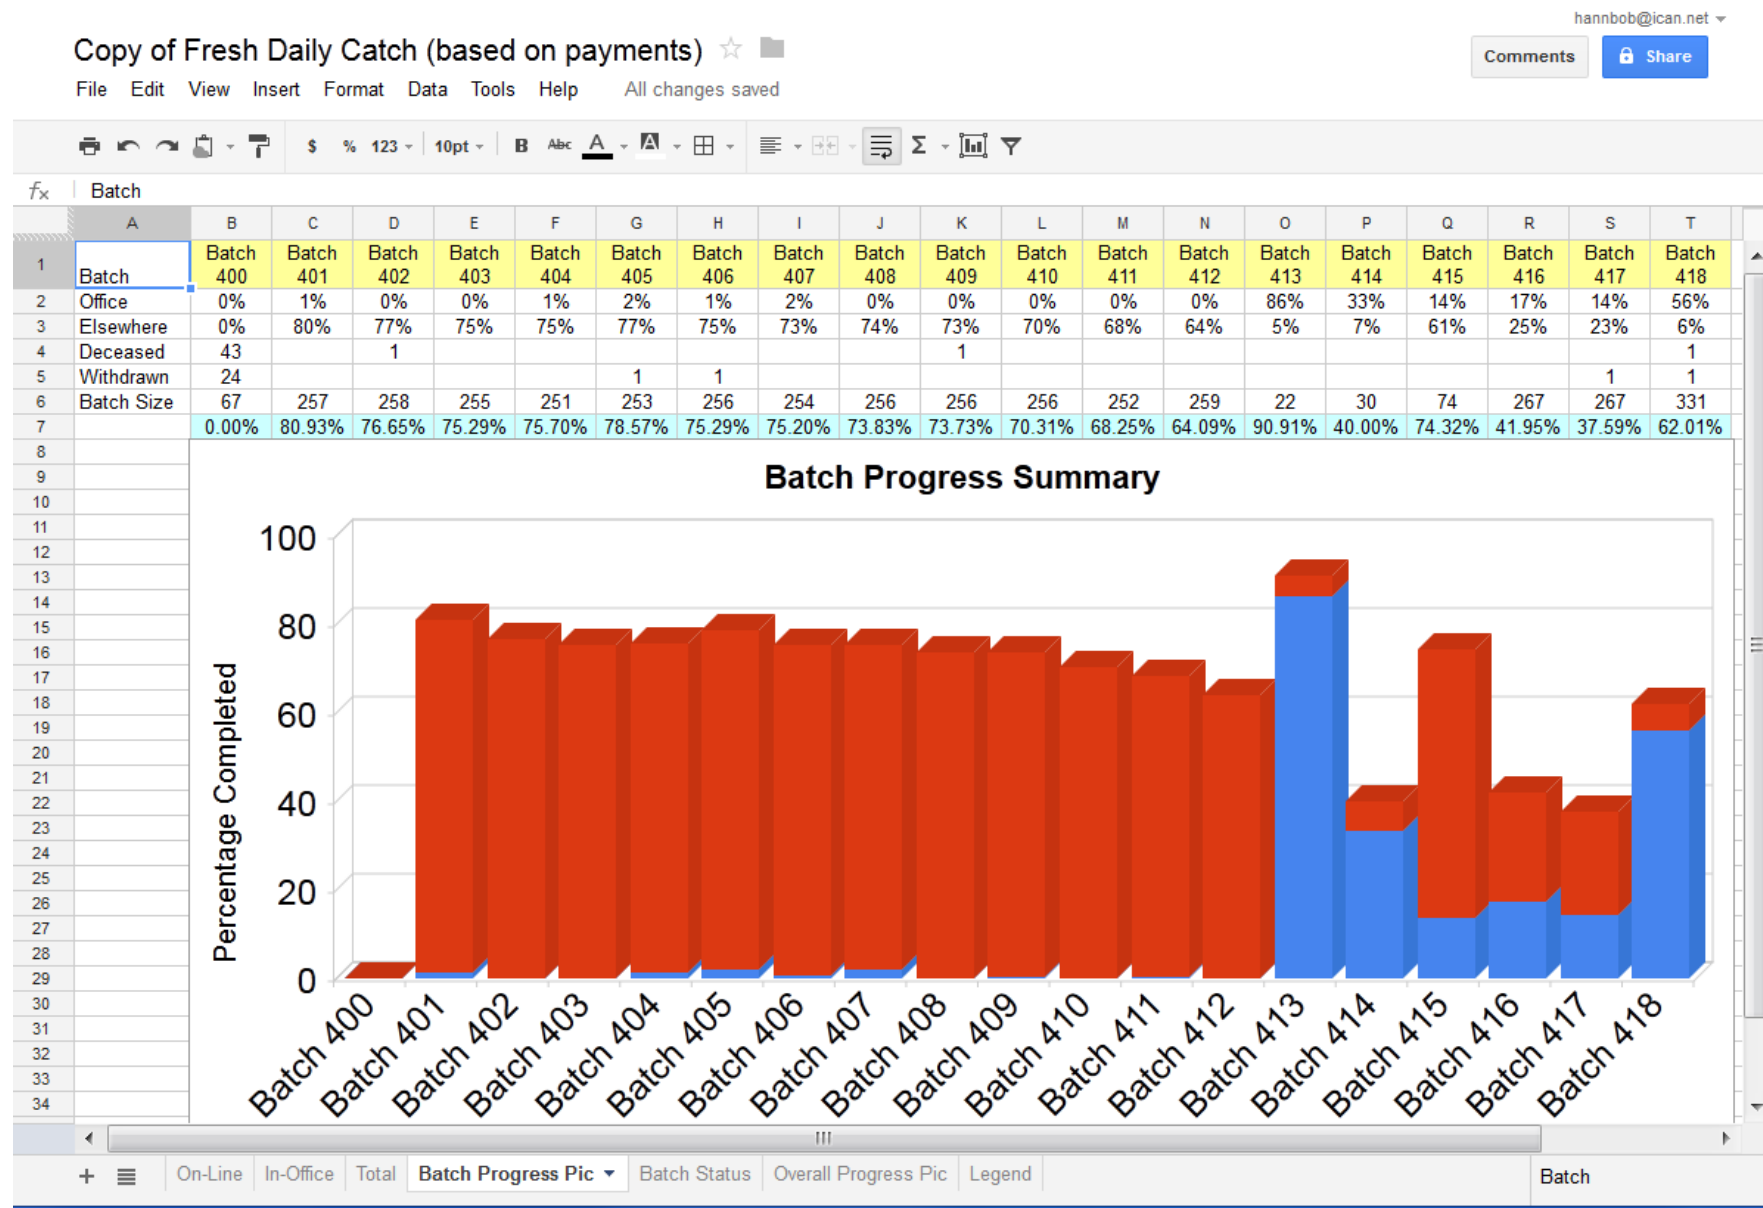 hannbob@ican.net
Copy of Fresh Daily Catch (based on payments)
Comments Share
File Edit View Insert Format Data Tools Help All changes saved
$ % 123 10pt B Abc A A Σ
fx Batch
A B C D E F G H I J K L M N O P Q R S T
1 Batch Batch 400 Batch 401 Batch 402 Batch 403 Batch 404 Batch 405 Batch 406 Batch 407 Batch 408 Batch 409 Batch 410 Batch 411 Batch 412 Batch 413 Batch 414 Batch 415 Batch 416 Batch 417 Batch 418
2 Office 0% 1% 0% 0% 1% 2% 1% 2% 0% 0% 0% 0% 0% 86% 33% 14% 17% 14% 56%
3 Elsewhere 0% 80% 77% 75% 75% 77% 75% 73% 74% 73% 70% 68% 64% 5% 7% 61% 25% 23% 6%
4 Deceased 43 1 1 1
5 Withdrawn 24 1 1 1 1
6 Batch Size 67 257 258 255 251 253 256 254 256 256 256 252 259 22 30 74 267 267 331
7 0.00% 80.93% 76.65% 75.29% 75.70% 78.57% 75.29% 75.20% 73.83% 73.73% 70.31% 68.25% 64.09% 90.91% 40.00% 74.32% 41.95% 37.59% 62.01%
8
9
10
11
12
13
14
15
16
17
18
19
20
21
22
23
24
25
26
27
28
29
30
31
32
33
34
Batch Progress Summary
Percentage Completed
100
80
60
40
20
0
Batch 400 Batch 401 Batch 402 Batch 403 Batch 404 Batch 405 Batch 406 Batch 407 Batch 408 Batch 409 Batch 410 Batch 411 Batch 412 Batch 413 Batch 414 Batch 415 Batch 416 Batch 417 Batch 418
+ On-Line In-Office Total Batch Progress Pic Batch Status Overall Progress Pic Legend Batch